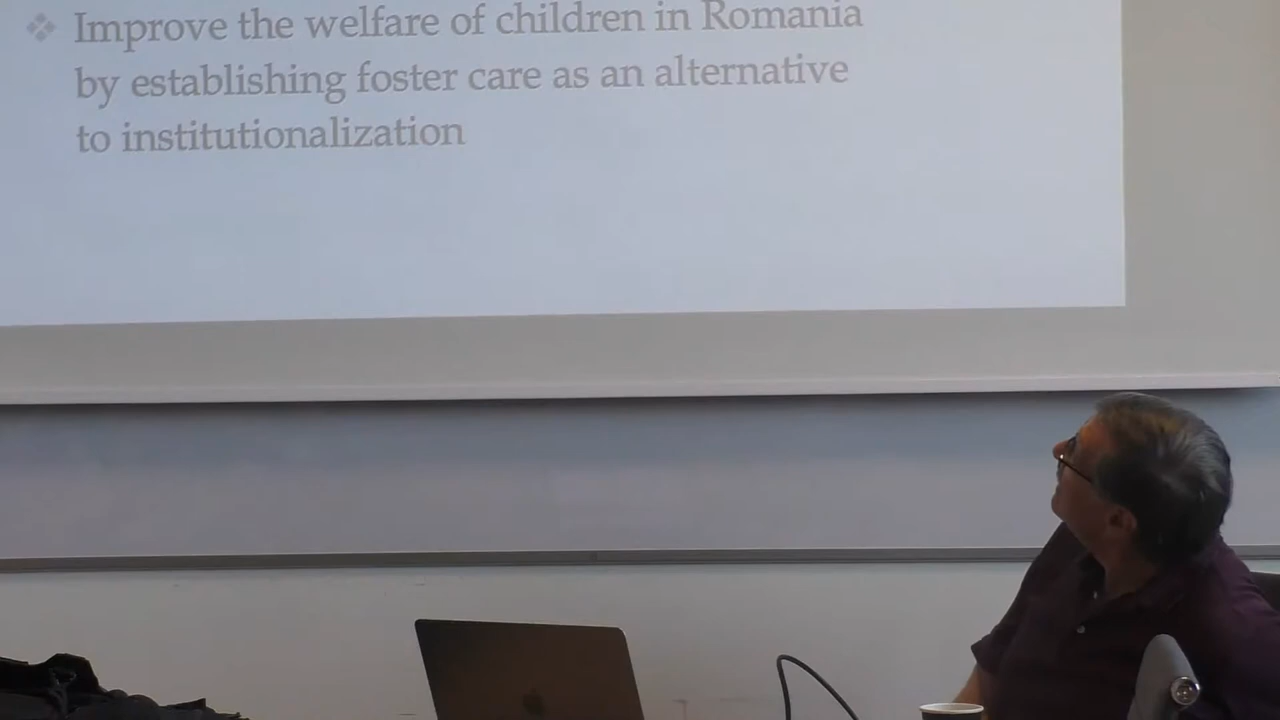 Improve the welfare of children in Romania
by establishing foster care as an alternative
to institutionalization